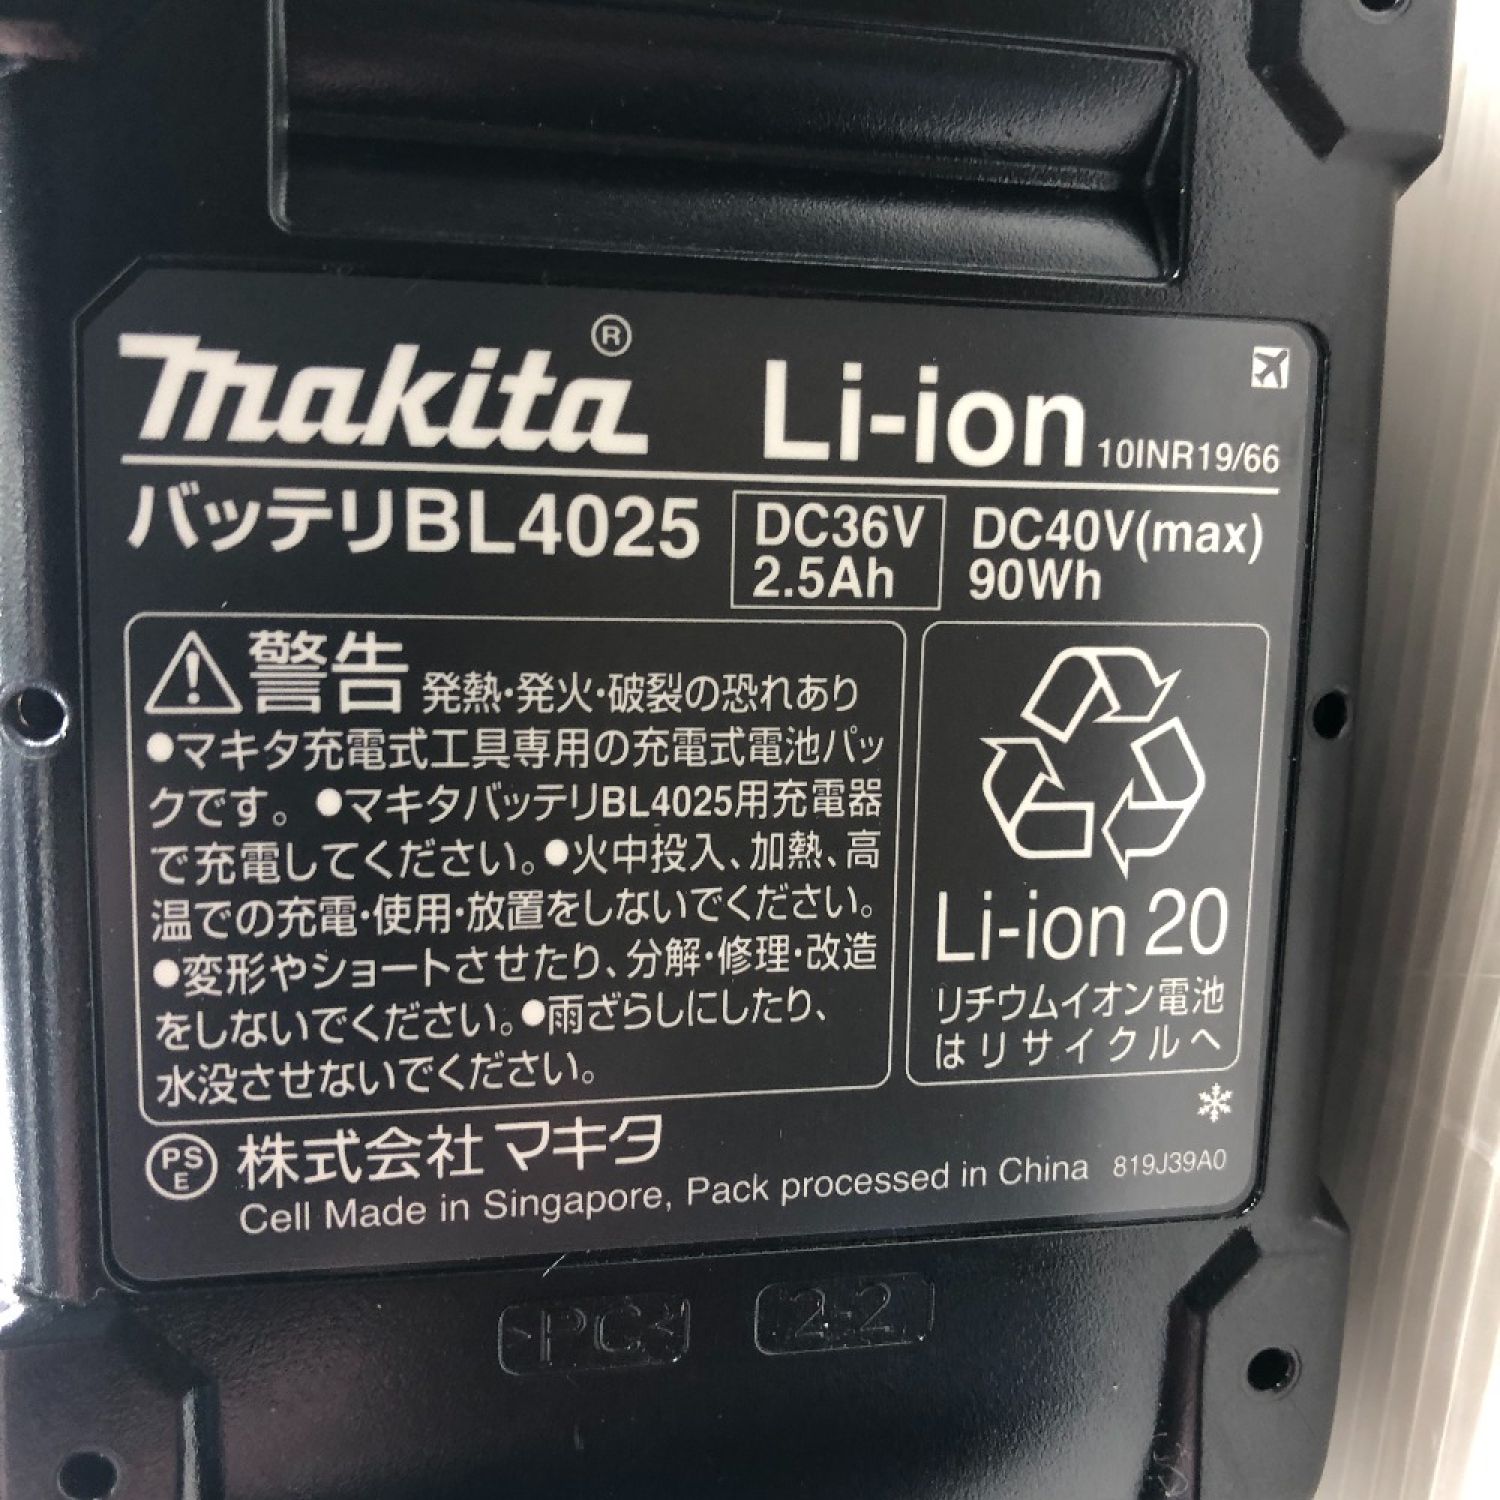 makita®
Li-ion 10INR19/66
バッテリBL4025
DC36V
2.5Ah
DC40V(max)
90Wh
警告 発熱・発火・破裂の恐れあり
●マキタ充電式工具専用の充電式電池パッ
クです。●マキタバッテリBL4025用充電器
で充電してください。●火中投入、加熱、高
温での充電・使用・放置をしないでください。
●変形やショートさせたり、分解・修理・改造
をしないでください。●雨ざらしにしたり、
水没させないでください。
Li-ion 20
リチウムイオン電池
はリサイクルへ
PS
E
株式会社マキタ
Cell Made in Singapore, Pack processed in China 819J39A0
>PC<
2-2